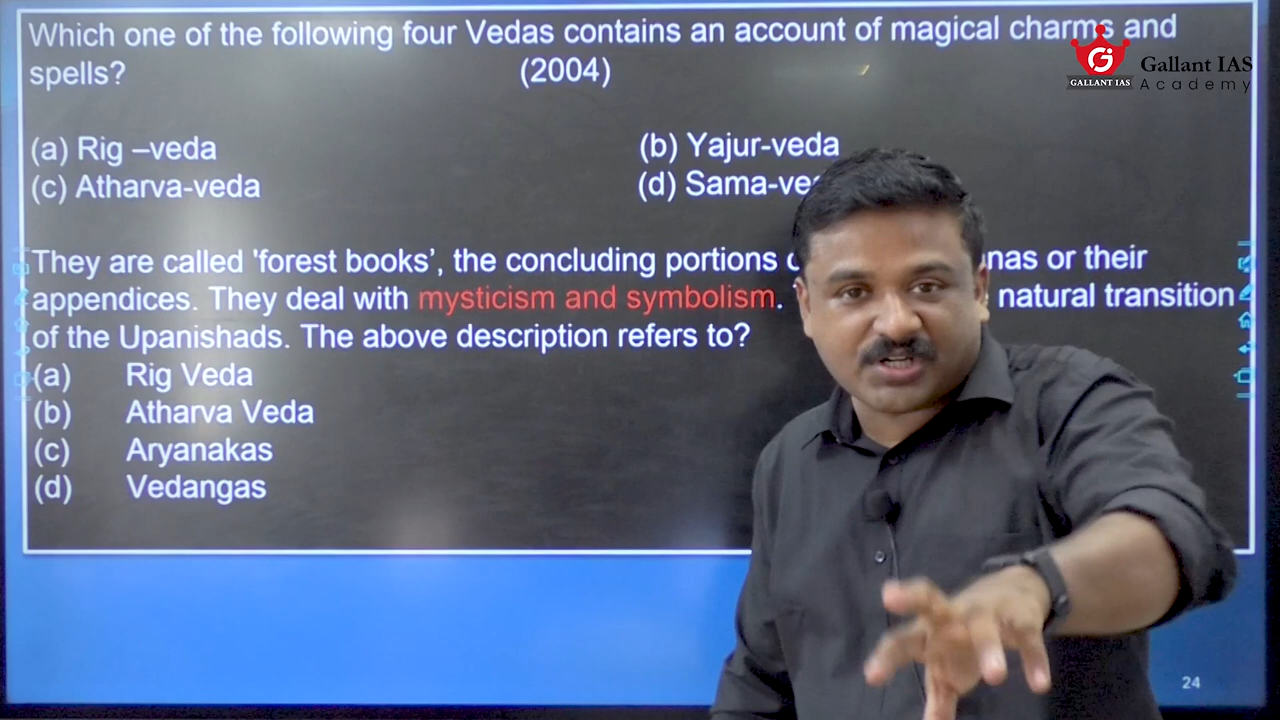 Which one of the following four Vedas contains an account of magical charms and
spells? (2004)
Gallant IAS
Academy
GALLANT IAS
(a) Rig –veda (b) Yajur-veda
(c) Atharva-veda (d)
They are called 'forest books’, the concluding portions or their
appendices. They deal with mysticism and symbolism. natural transition
of the Upanishads. The above description refers to?
(a) Rig Veda
(b) Atharva Veda
(c) Aryanakas
(d) Vedangas
24